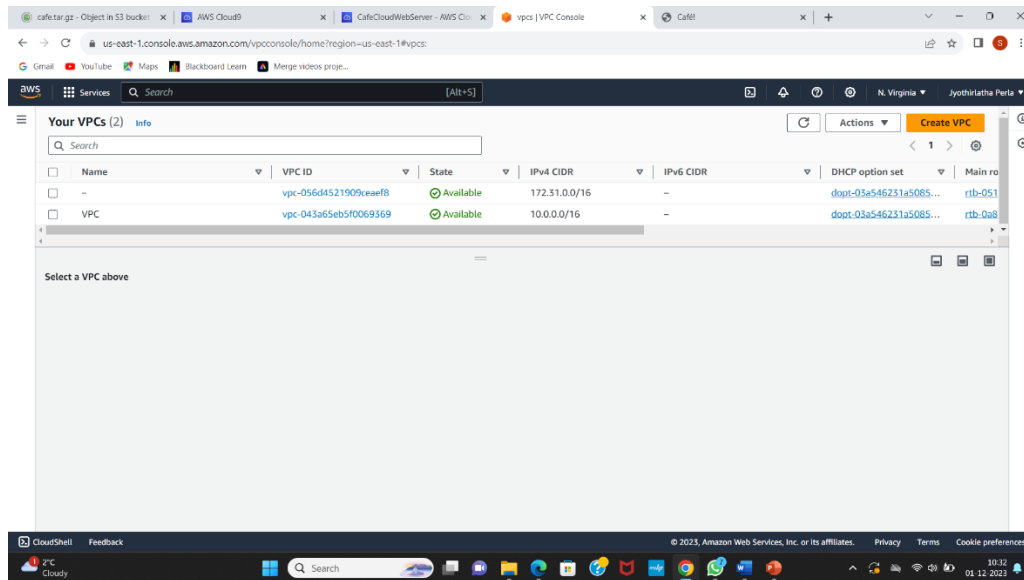 cafe.tar.gz - Object in S3 bucket
AWS Cloud9
CafeCloudWebServer - AWS Clo
vpcs | VPC Console
Café!
us-east-1.console.aws.amazon.com/vpcconsole/home?region=us-east-1#vpcs:
S
Gmail YouTube Maps Blackboard Learn Merge videos proje...
aws Services Search [Alt+S] N. Virginia Jyothirlatha Perla
Your VPCs (2) Info
Actions Create VPC
Search 1
Name VPC ID State IPv4 CIDR IPv6 CIDR DHCP option set Main ro
– vpc-056d4521909ceaef8 Available 172.31.0.0/16 – dopt-03a546231a5085... rtb-051
VPC vpc-043a65eb5f0069369 Available 10.0.0.0/16 – dopt-03a546231a5085... rtb-0a8
Select a VPC above
CloudShell Feedback © 2023, Amazon Web Services, Inc. or its affiliates. Privacy Terms Cookie preferences
1 2°C
Cloudy
Search
10:32
01-12-2023